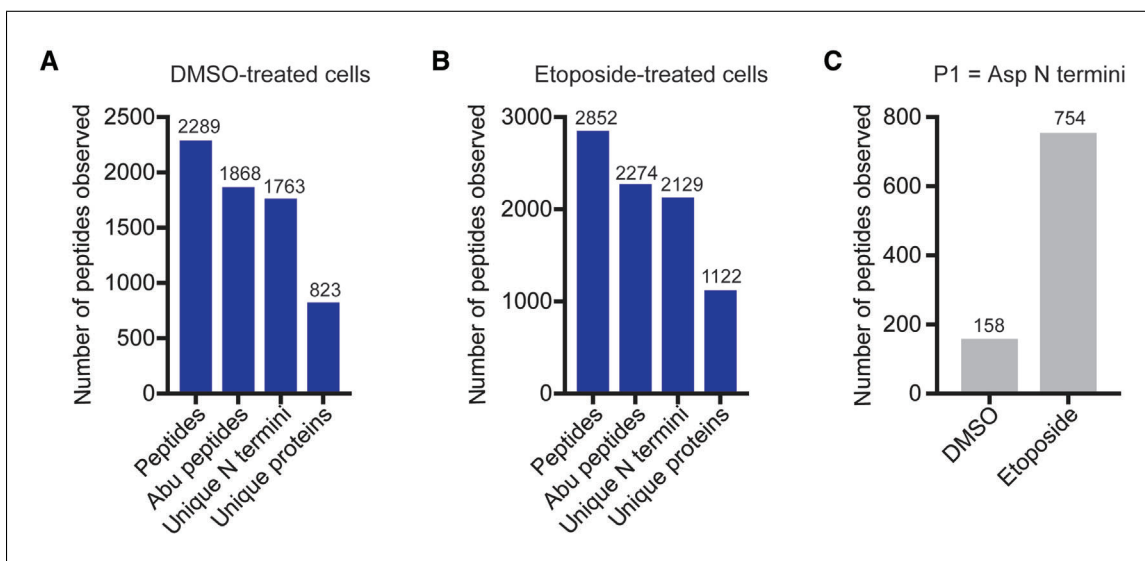 A
DMSO-treated cells
Number of peptides observed
2500
2000
1500
1000
500
0
2289
1868
1763
823
Peptides
Abu peptides
Unique N termini
Unique proteins
B
Etoposide-treated cells
Number of peptides observed
3000
2000
1000
0
2852
2274
2129
1122
Peptides
Abu peptides
Unique N termini
Unique proteins
C
P1 = Asp N termini
Number of peptides observed
800
600
400
200
0
158
754
DMSO
Etoposide